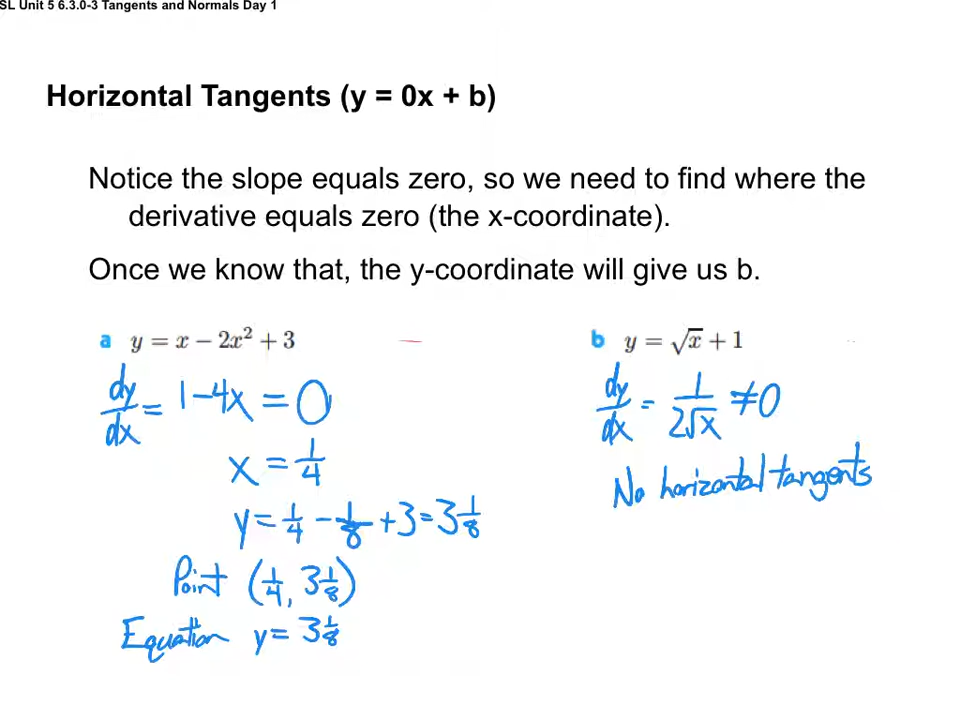 SL Unit 5 6.3.0-3 Tangents and Normals Day 1
Horizontal Tangents (y = 0x + b)
Notice the slope equals zero, so we need to find where the
derivative equals zero (the x-coordinate).
Once we know that, the y-coordinate will give us b.
a y = x − 2x² + 3
dy/dx = 1 − 4x = 0
x = 1/4
y = 1/4 − 1/8 + 3 = 3 1/8
Point (1/4, 3 1/8)
Equation y = 3 1/8
b y = √x + 1
dy/dx = 1/(2√x) ≠ 0
No horizontal tangents